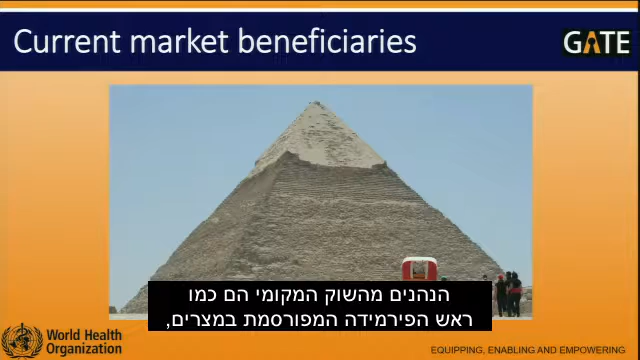 Current market beneficiaries
GATE
הנהנים מהשוק המקומי הם כמו
ראש הפירמידה המפורסמת במצרים,
World Health
Organization
EQUIPPING, ENABLING AND EMPOWERING